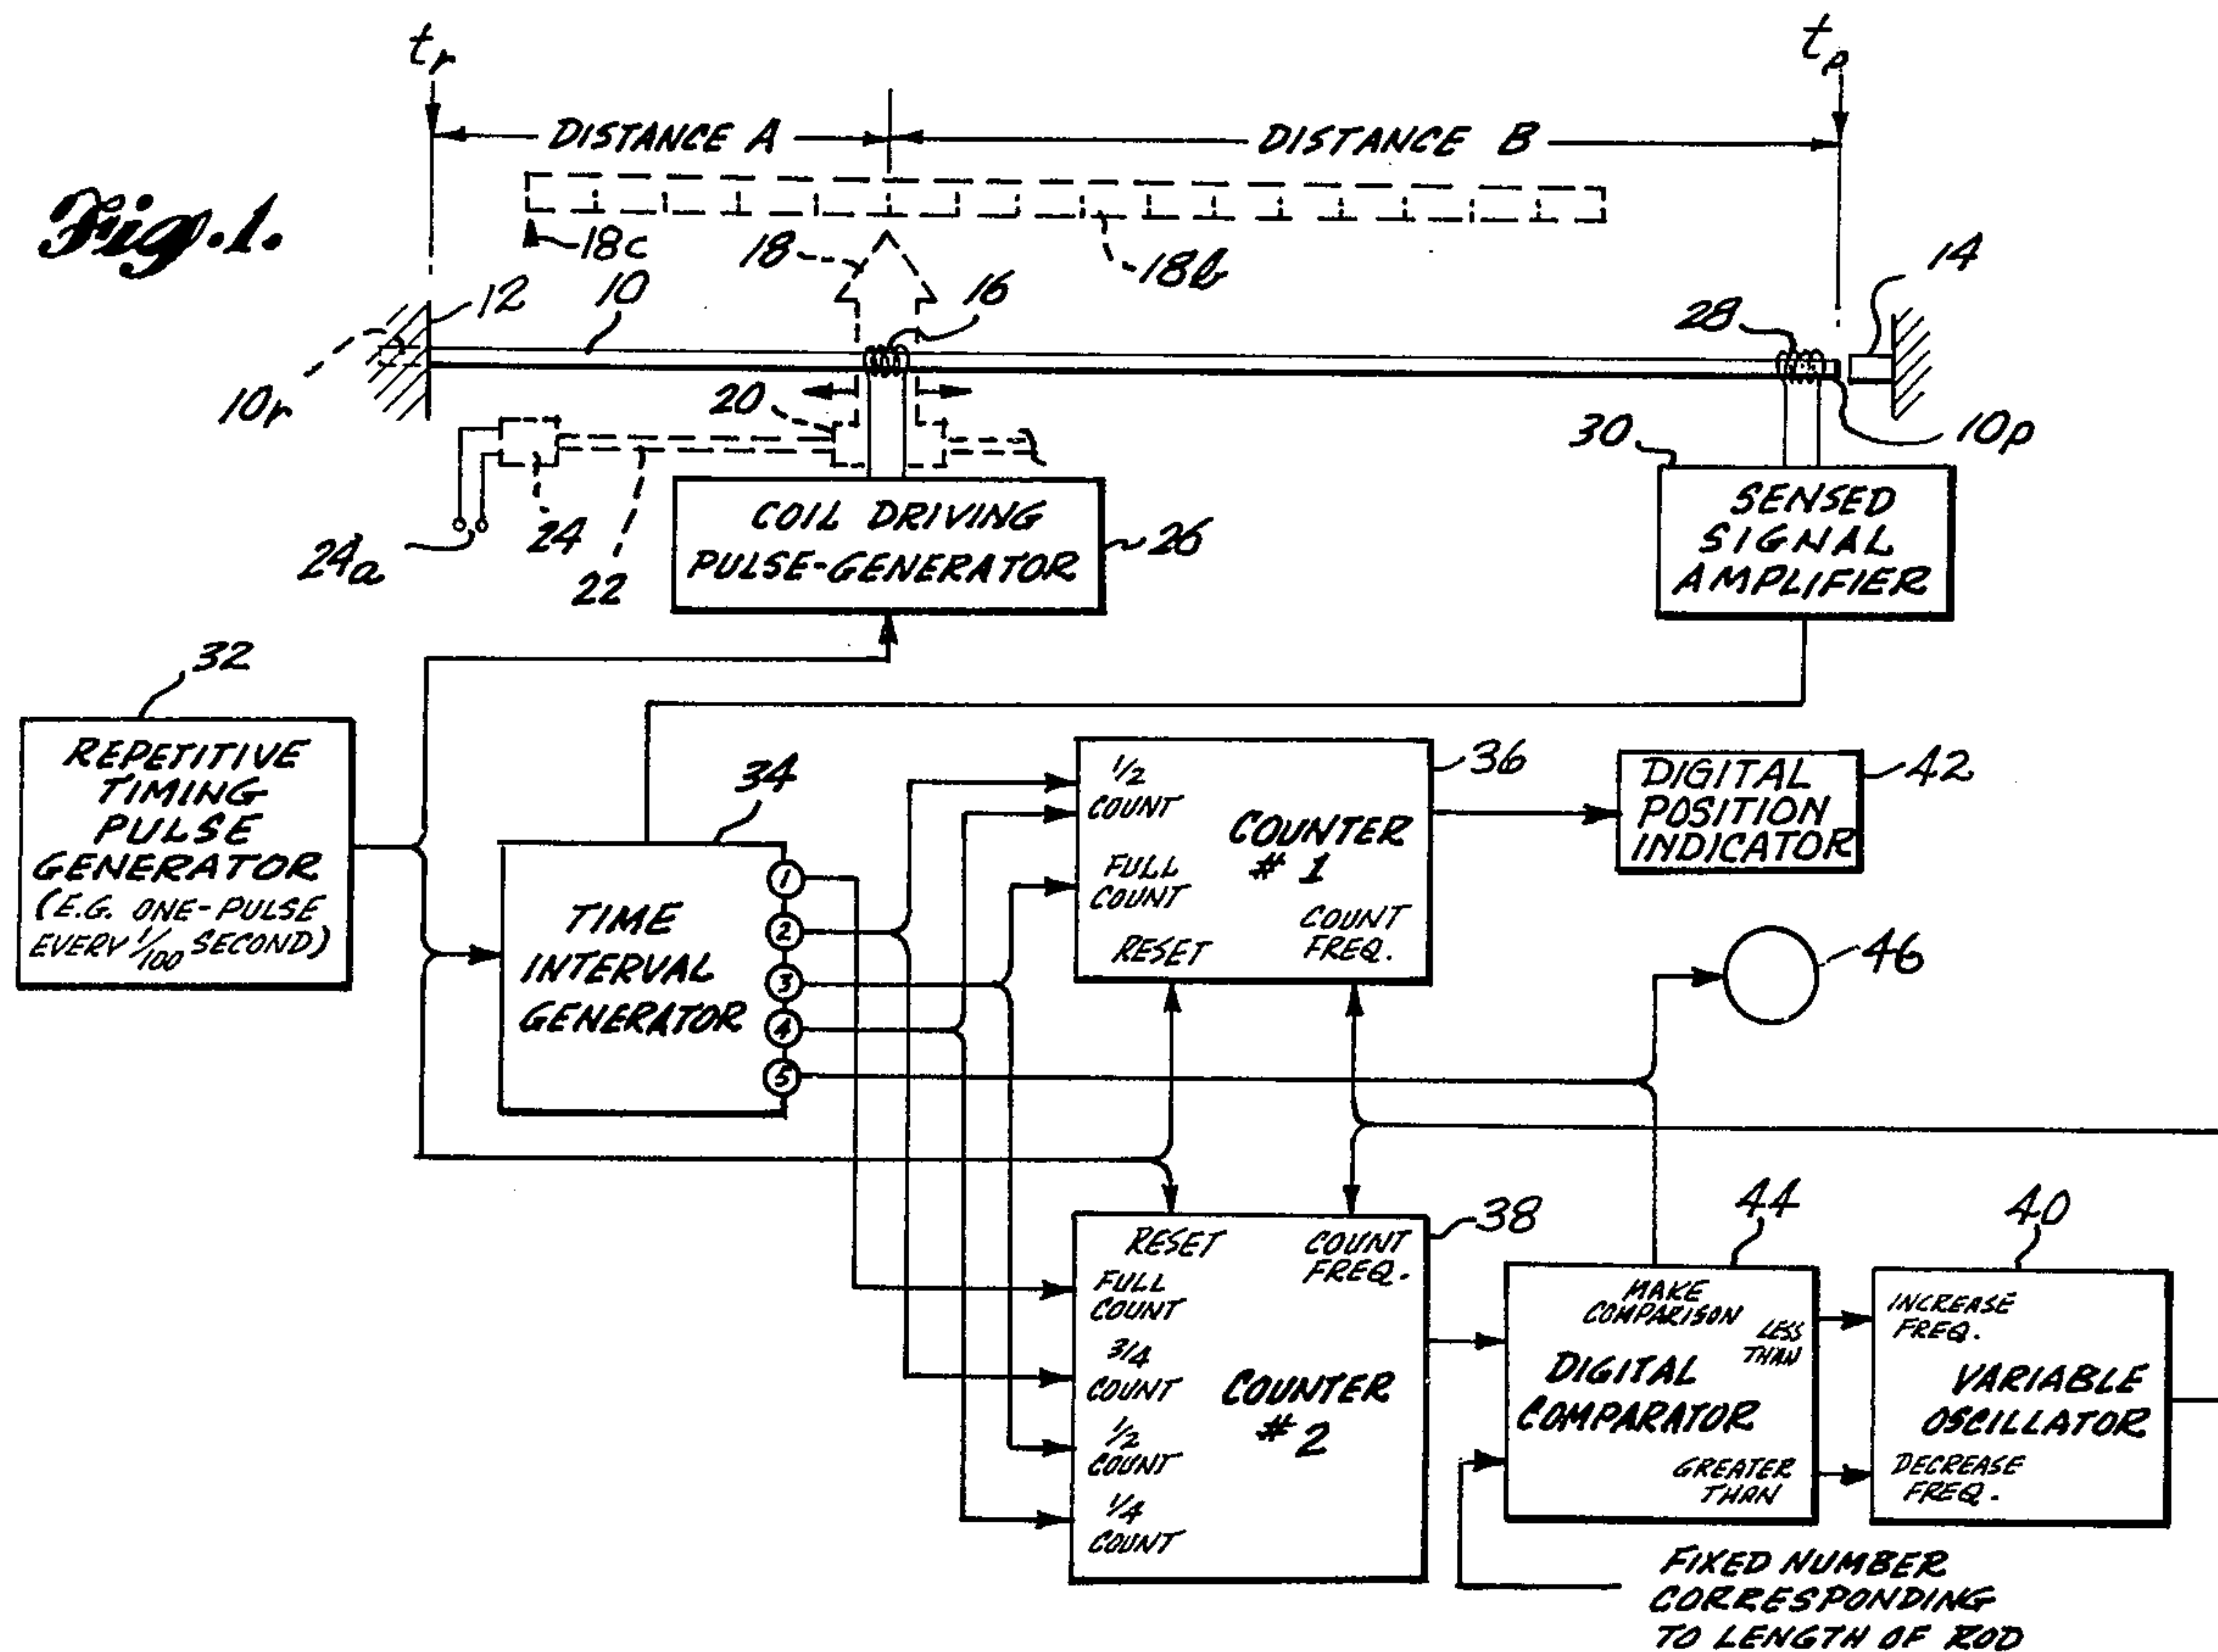 tr
tp
DISTANCE A
DISTANCE B
Fig.1.
18c
18
18b
12
10
16
28
14
10r
20
30
10p
24a
24
22
COIL DRIVING
PULSE-GENERATOR
26
SENSED
SIGNAL
AMPLIFIER
32
REPETITIVE
TIMING
PULSE
GENERATOR
(E.G. ONE-PULSE
EVERY 1/100 SECOND)
34
TIME
INTERVAL
GENERATOR
1
2
3
4
5
36
1/2
COUNT
COUNTER
# 1
FULL
COUNT
COUNT
FREQ.
RESET
42
DIGITAL
POSITION
INDICATOR
46
38
RESET
COUNT
FREQ.
FULL
COUNT
3/4
COUNT
COUNTER
# 2
1/2
COUNT
1/4
COUNT
44
MAKE
COMPARISON
LESS
THAN
DIGITAL
COMPARATOR
GREATER
THAN
40
INCREASE
FREQ.
VARIABLE
OSCILLATOR
DECREASE
FREQ.
FIXED NUMBER
CORRESPONDING
TO LENGTH OF ROD